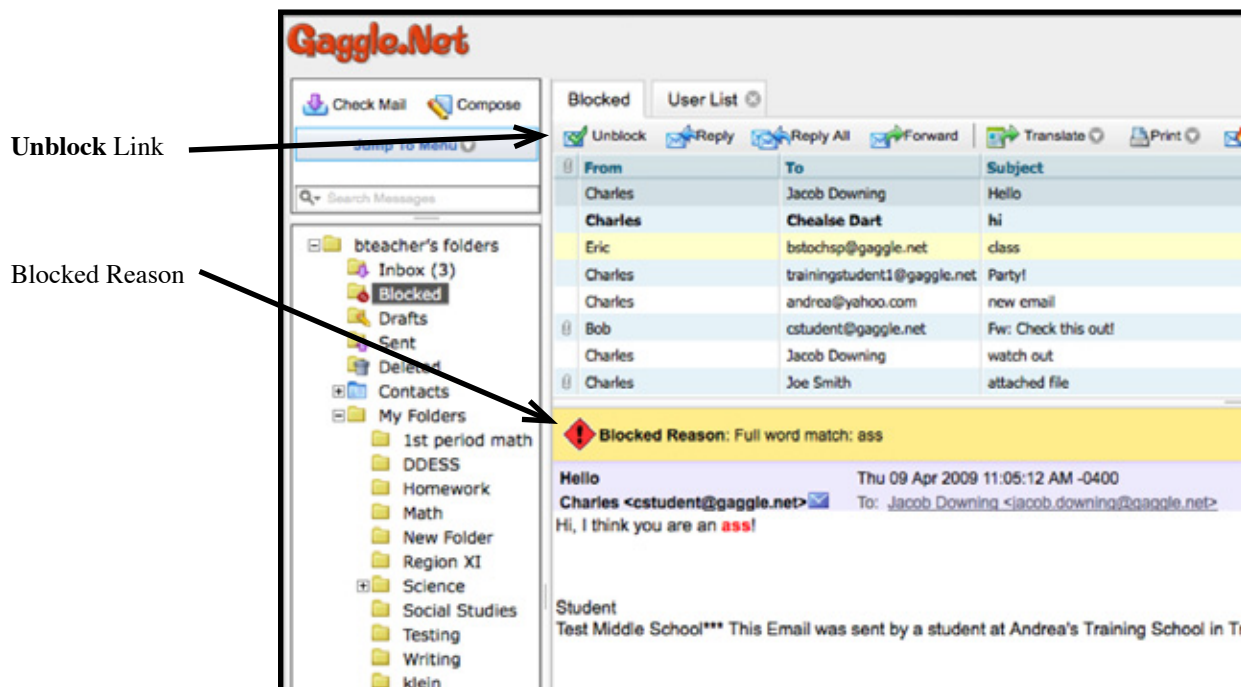 Gaggle.Net
Check Mail Compose
Blocked User List
Unblock Link
Jump To Menu
Unblock Reply Reply All Forward Translate Print
From To Subject
Search Messages
Charles Jacob Downing Hello
Charles Chealse Dart hi
bteacher's folders
Eric bstochsp@gaggle.net class
Blocked Reason
Inbox (3)
Charles trainingstudent1@gaggle.net Party!
Blocked
Charles andrea@yahoo.com new email
Drafts
Bob cstudent@gaggle.net Fw: Check this out!
Sent
Charles Jacob Downing watch out
Deleted
Contacts
Charles Joe Smith attached file
My Folders
1st period math
DDESS
Homework
Math
New Folder
Region XI
Science
Social Studies
Testing
Writing
klein
Blocked Reason: Full word match: ass
Hello Thu 09 Apr 2009 11:05:12 AM -0400
Charles <cstudent@gaggle.net> To: Jacob Downing <jacob.downing@gaggle.net>
Hi, I think you are an ass!
Student
Test Middle School*** This Email was sent by a student at Andrea's Training School in